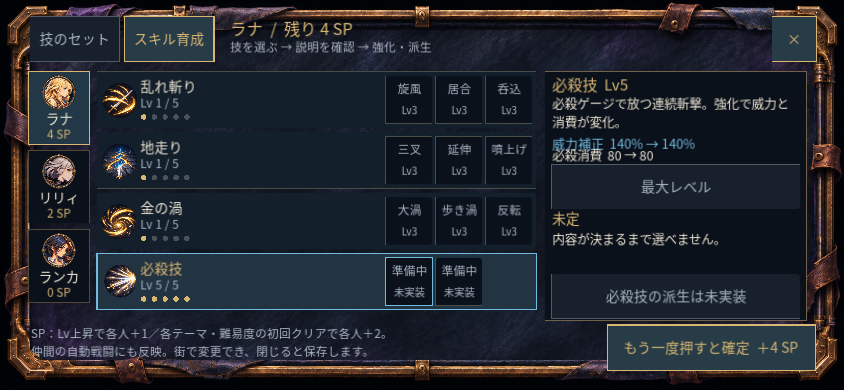 技のセット
スキル育成
ラナ / 残り 4 SP
技を選ぶ → 説明を確認 → 強化・派生
×
ラナ
4 SP
リリィ
2 SP
ランカ
0 SP
乱れ斬り
Lv 1 / 5
旋風
Lv3
居合
Lv3
呑込
Lv3
地走り
Lv 1 / 5
三叉
Lv3
延伸
Lv3
噴上げ
Lv3
金の渦
Lv 1 / 5
大渦
Lv3
歩き渦
Lv3
反転
Lv3
必殺技
Lv 5 / 5
準備中
未実装
準備中
未実装
必殺技 Lv5
必殺ゲージで放つ連続斬撃。強化で威力と
消費が変化。
威力補正 140% → 140%
必殺消費 80 → 80
最大レベル
未定
内容が決まるまで選べません。
必殺技の派生は未実装
SP：Lv上昇で各人＋1／各テーマ・難易度の初回クリアで各人＋2。
仲間の自動戦闘にも反映。街で変更でき、閉じると保存します。
もう一度押すと確定 ＋4 SP